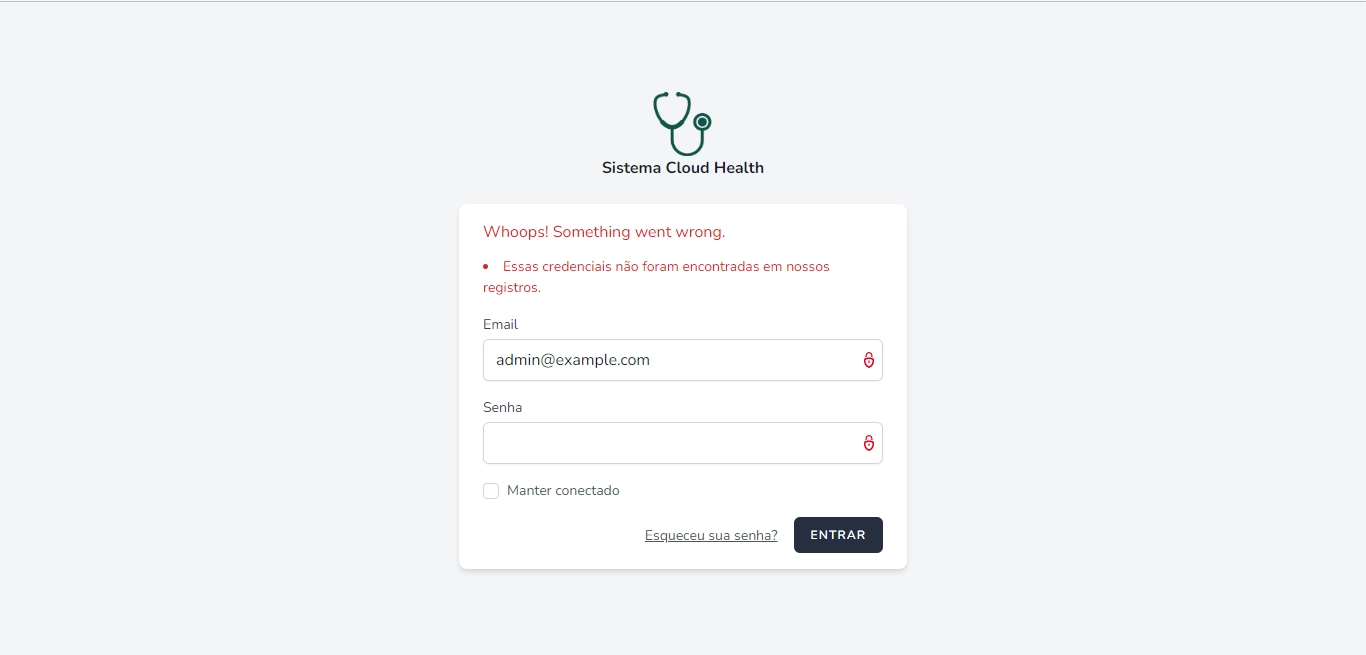 Sistema Cloud Health
Whoops! Something went wrong.
Essas credenciais não foram encontradas em nossos
registros.
Email
admin@example.com
Senha
Manter conectado
Esqueceu sua senha?
ENTRAR